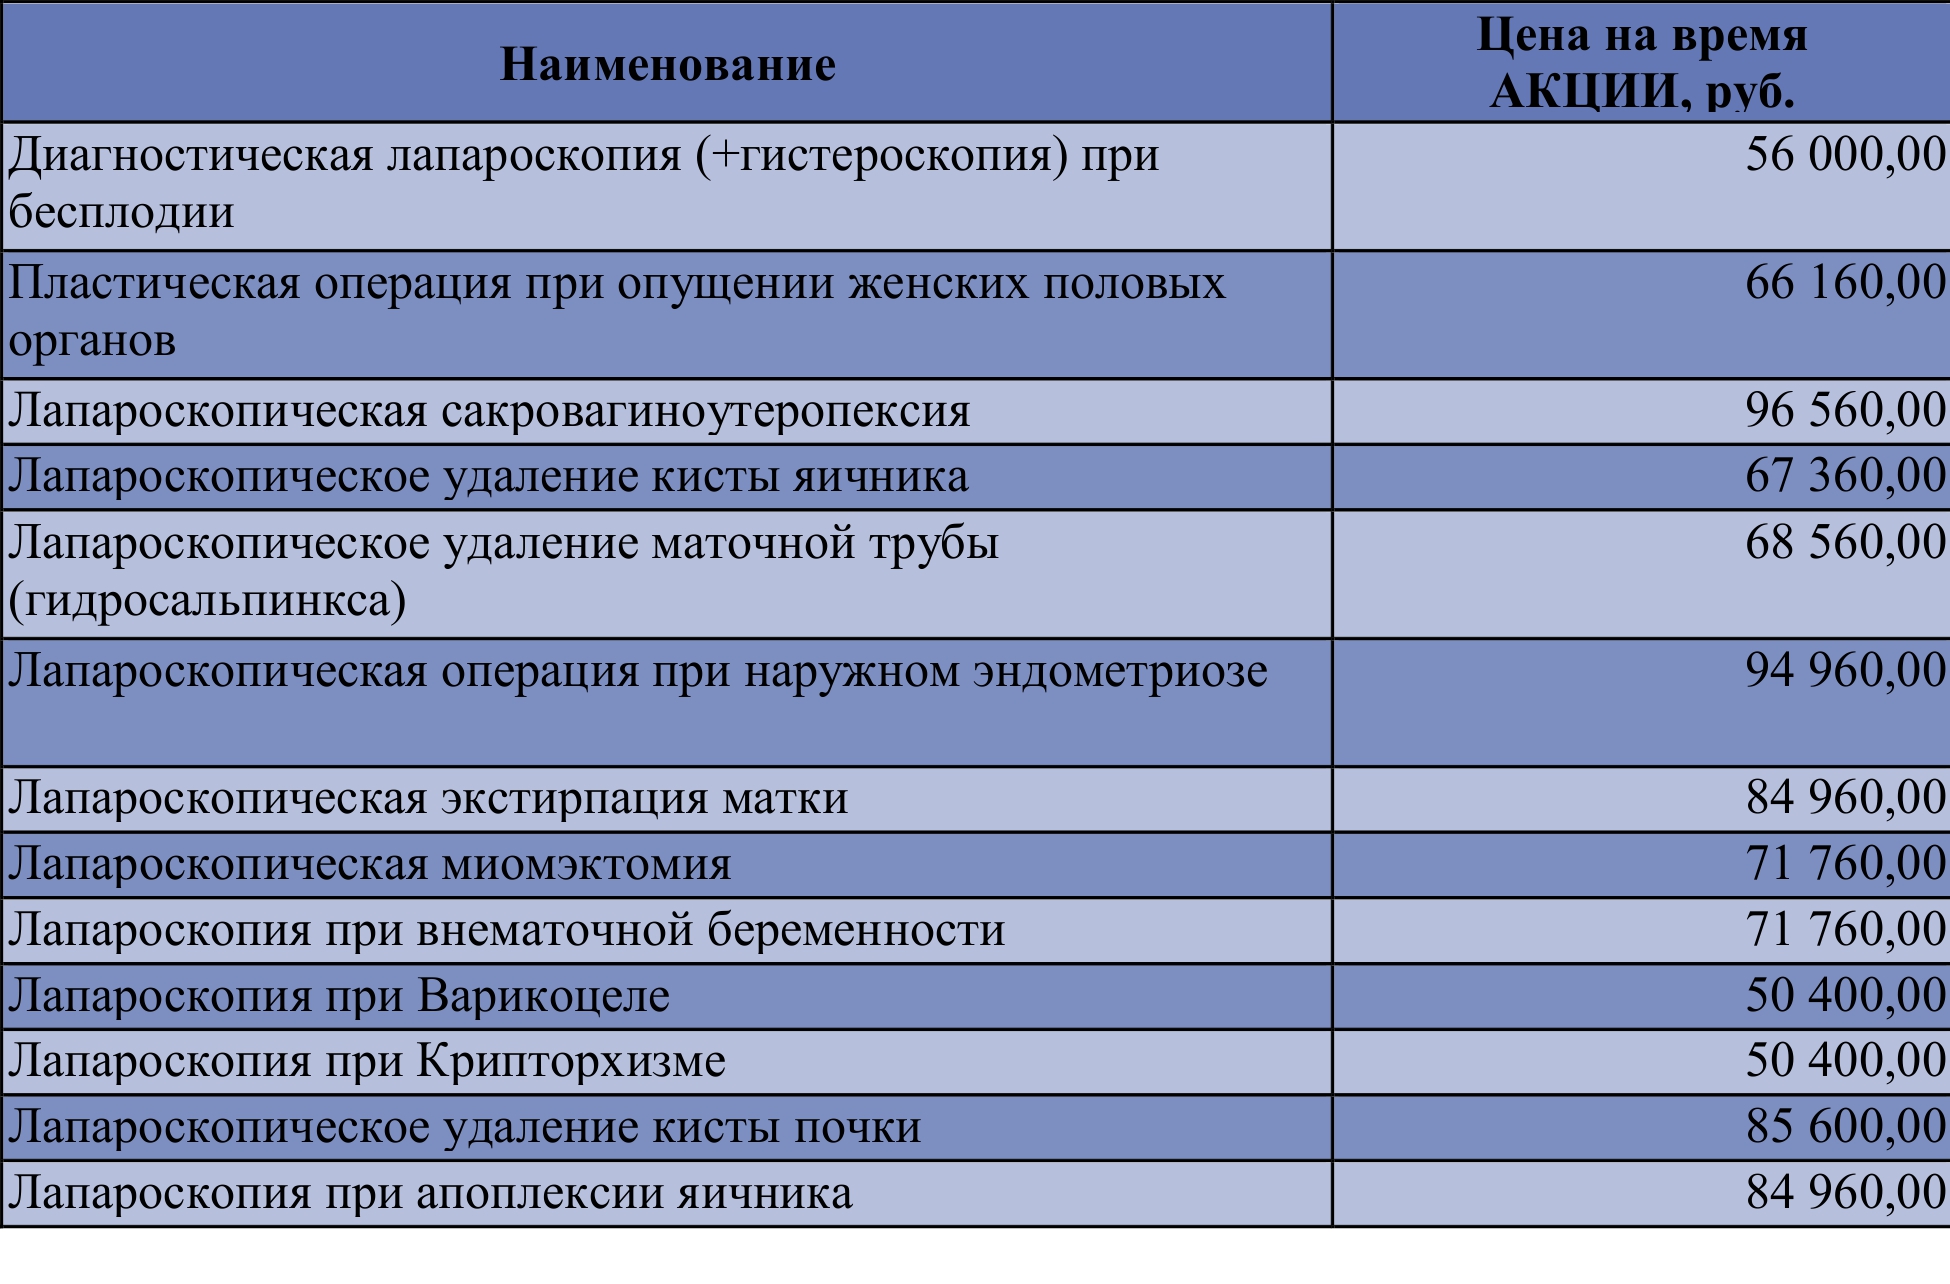 Наименование
Цена на время
АКЦИИ, руб.
Диагностическая лапароскопия (+гистероскопия) при
бесплодии
56 000,00
Пластическая операция при опущении женских половых
органов
66 160,00
Лапароскопическая сакровагиноутеропексия
96 560,00
Лапароскопическое удаление кисты яичника
67 360,00
Лапароскопическое удаление маточной трубы
(гидросальпинкса)
68 560,00
Лапароскопическая операция при наружном эндометриозе
94 960,00
Лапароскопическая экстирпация матки
84 960,00
Лапароскопическая миомэктомия
71 760,00
Лапароскопия при внематочной беременности
71 760,00
Лапароскопия при Варикоцеле
50 400,00
Лапароскопия при Крипторхизме
50 400,00
Лапароскопическое удаление кисты почки
85 600,00
Лапароскопия при апоплексии яичника
84 960,00